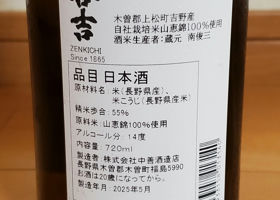 善吉
ZENKICHI
Since 1865
木曽郡上松町吉野産
自社栽培米山恵錦100%使用
酒米生産者：蔵元 南俊三
品目 日本酒
原材料名：米（長野県産）、
米こうじ（長野県産米）
精米歩合：55%
原料米：山恵錦100%使用
アルコール分：14度
内容量：720ml
製造者 株式会社中善酒造店
長野県木曽郡木曽町福島5990
お酒は20歳になってから。
製造年月 2025年5月